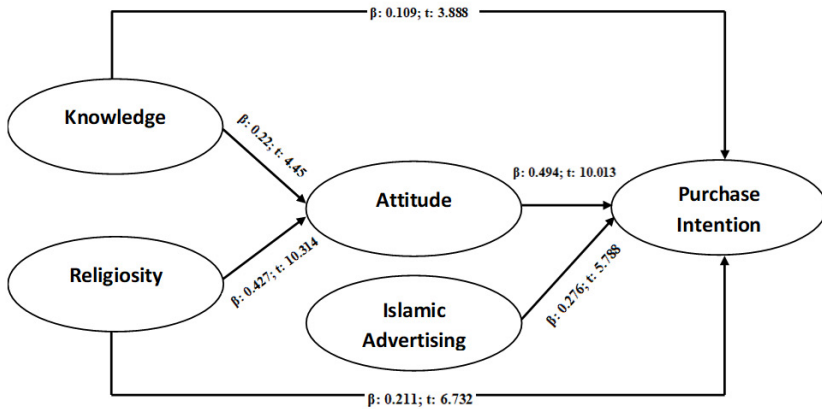 β: 0.109; t: 3.888
Knowledge
β: 0.22; t: 4.45
Attitude
β: 0.494; t: 10.013
Purchase
Intention
Religiosity
β: 0.427; t: 10.314
Islamic
Advertising
β: 0.276; t: 5.788
β: 0.211; t: 6.732